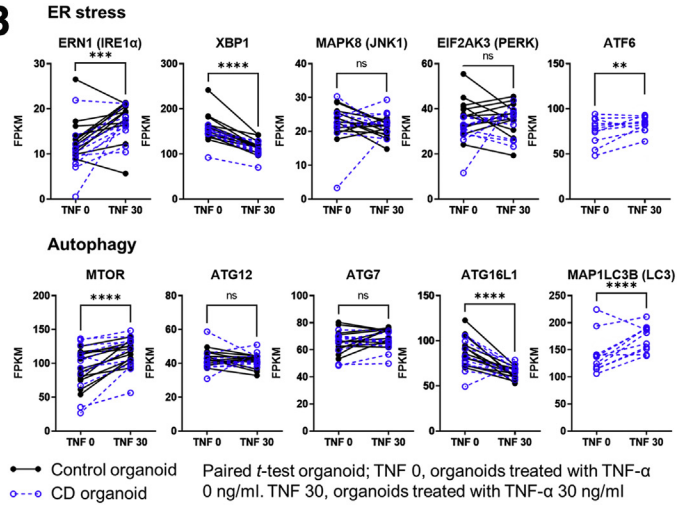 B
ER stress
ERN1 (IRE1α)
XBP1
MAPK8 (JNK1)
EIF2AK3 (PERK)
ATF6
***
****
ns
ns
**
FPKM
30
20
10
0
TNF 0 TNF 30
FPKM
300
200
100
0
TNF 0 TNF 30
FPKM
40
30
20
10
0
TNF 0 TNF 30
FPKM
60
40
20
0
TNF 0 TNF 30
FPKM
150
100
50
0
TNF 0 TNF 30
Autophagy
MTOR
ATG12
ATG7
ATG16L1
MAP1LC3B (LC3)
****
ns
ns
****
****
FPKM
200
150
100
50
0
TNF 0 TNF 30
FPKM
80
60
40
20
0
TNF 0 TNF 30
FPKM
100
80
60
40
20
0
TNF 0 TNF 30
FPKM
150
100
50
0
TNF 0 TNF 30
FPKM
250
200
150
100
50
0
TNF 0 TNF 30
Control organoid
CD organoid
Paired t-test organoid; TNF 0, organoids treated with TNF-α
0 ng/ml. TNF 30, organoids treated with TNF-α 30 ng/ml